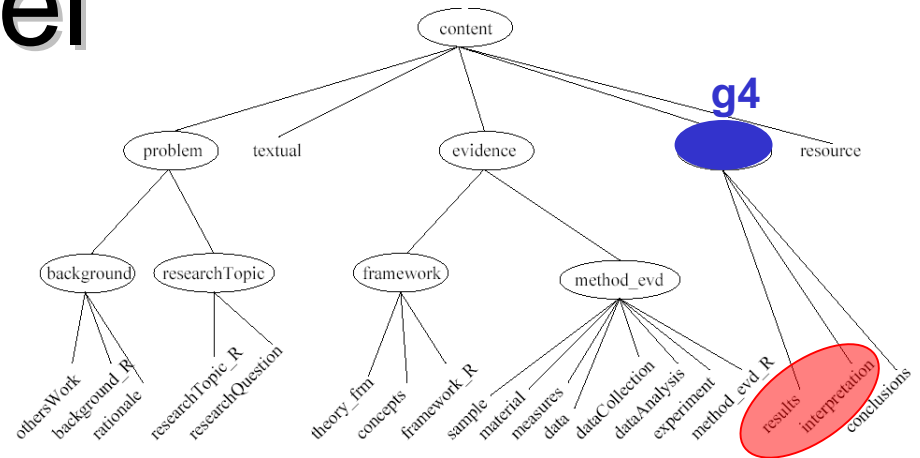 el
content
g4
problem
textual
evidence
resource
background
researchTopic
framework
method_evd
othersWork
background_R
rationale
researchTopic_R
researchQuestion
theory_frm
concepts
framework_R
sample
material
measures
data
dataCollection
dataAnalysis
experiment
method_evd_R
results
interpretation
conclusions